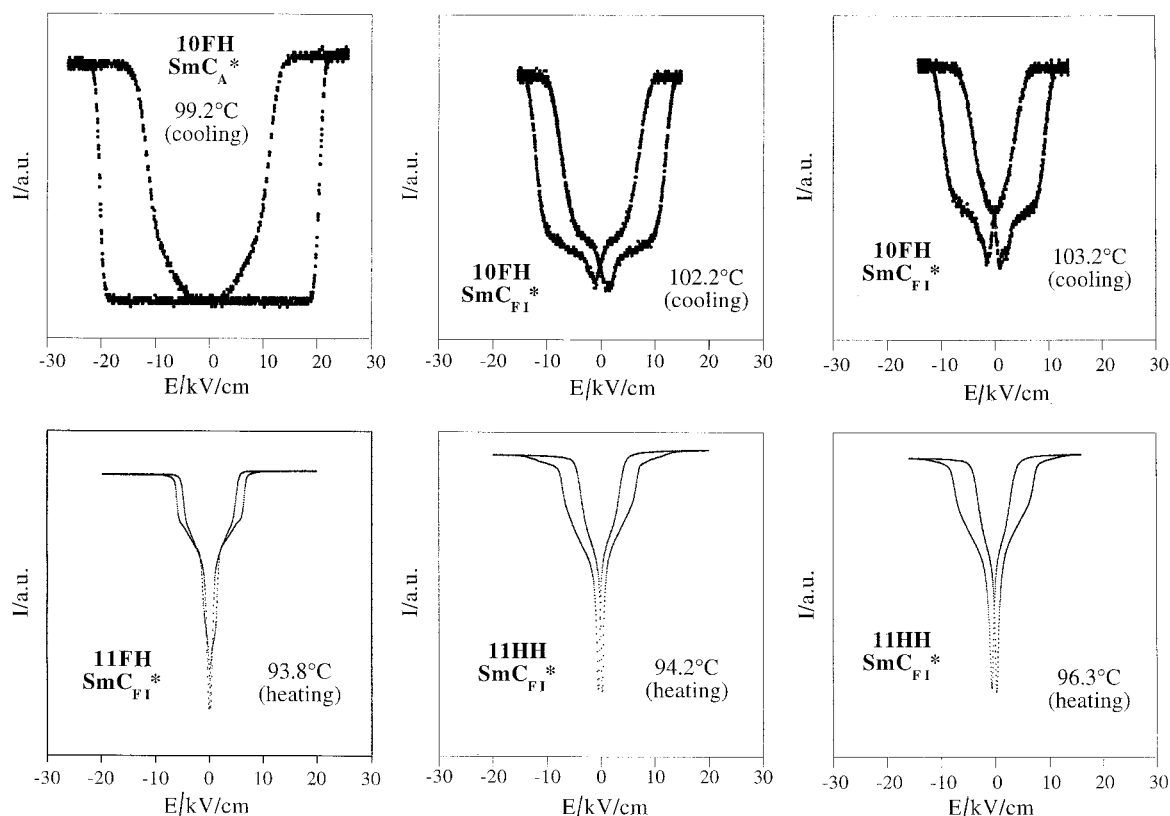 I/a.u.
10FH
SmC_A*
99.2°C
(cooling)
-30 -20 -10 0 10 20 30
E/kV/cm
I/a.u.
10FH
SmC_FI*
102.2°C
(cooling)
-30 -20 -10 0 10 20 30
E/kV/cm
I/a.u.
10FH
SmC_FI*
103.2°C
(cooling)
-30 -20 -10 0 10 20 30
E/kV/cm
I/a.u.
11FH
SmC_FI*
93.8°C
(heating)
-30 -20 -10 0 10 20 30
E/kV/cm
I/a.u.
11HH
SmC_FI*
94.2°C
(heating)
-30 -20 -10 0 10 20 30
E/kV/cm
I/a.u.
11HH
SmC_FI*
96.3°C
(heating)
-30 -20 -10 0 10 20 30
E/kV/cm